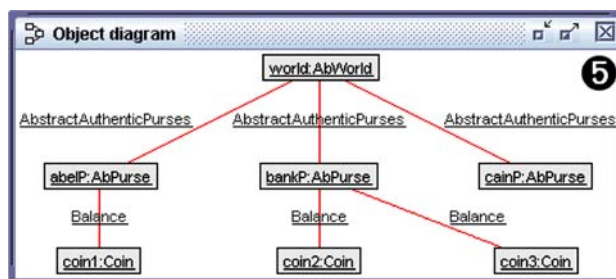 Object diagram
5
world:AbWorld
AbstractAuthenticPurses AbstractAuthenticPurses AbstractAuthenticPurses
abelP:AbPurse bankP:AbPurse cainP:AbPurse
Balance Balance Balance
coin1:Coin coin2:Coin coin3:Coin